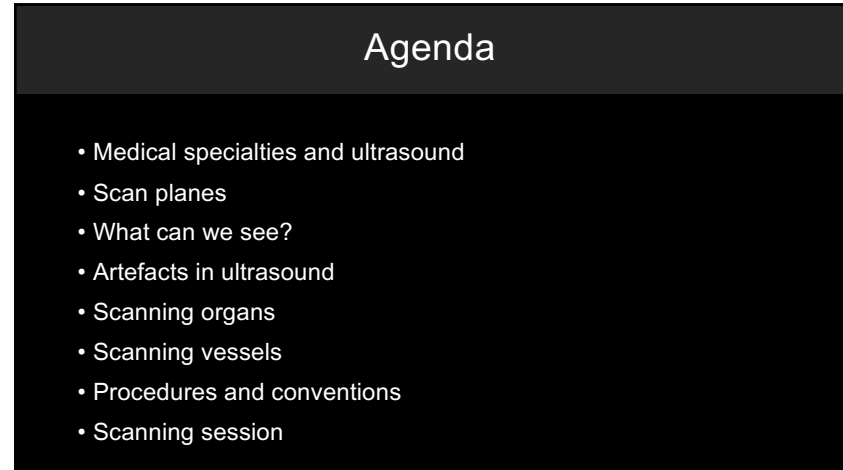 Agenda
• Medical specialties and ultrasound
• Scan planes
• What can we see?
• Artefacts in ultrasound
• Scanning organs
• Scanning vessels
• Procedures and conventions
• Scanning session